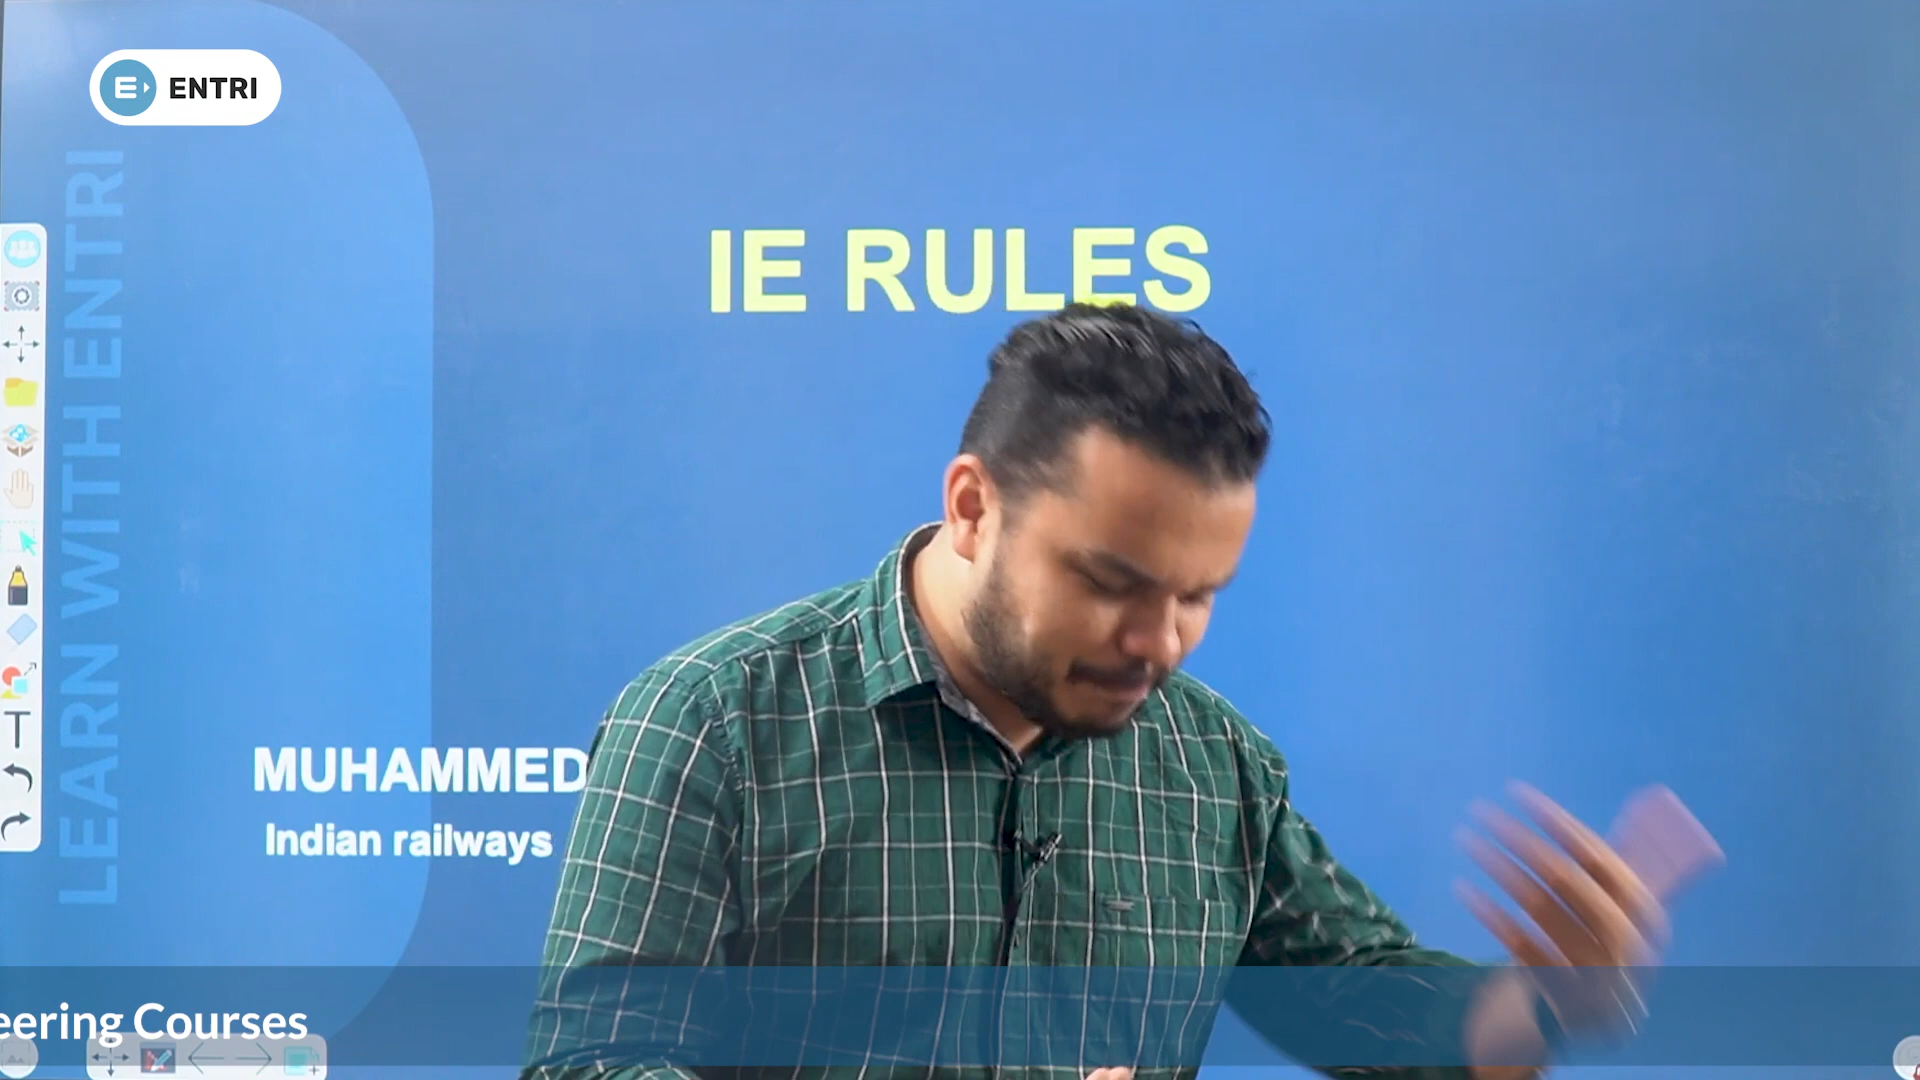 ENTRI
LEARN WITH ENTRI
IE RULES
MUHAMMED
Indian railways
eering Courses